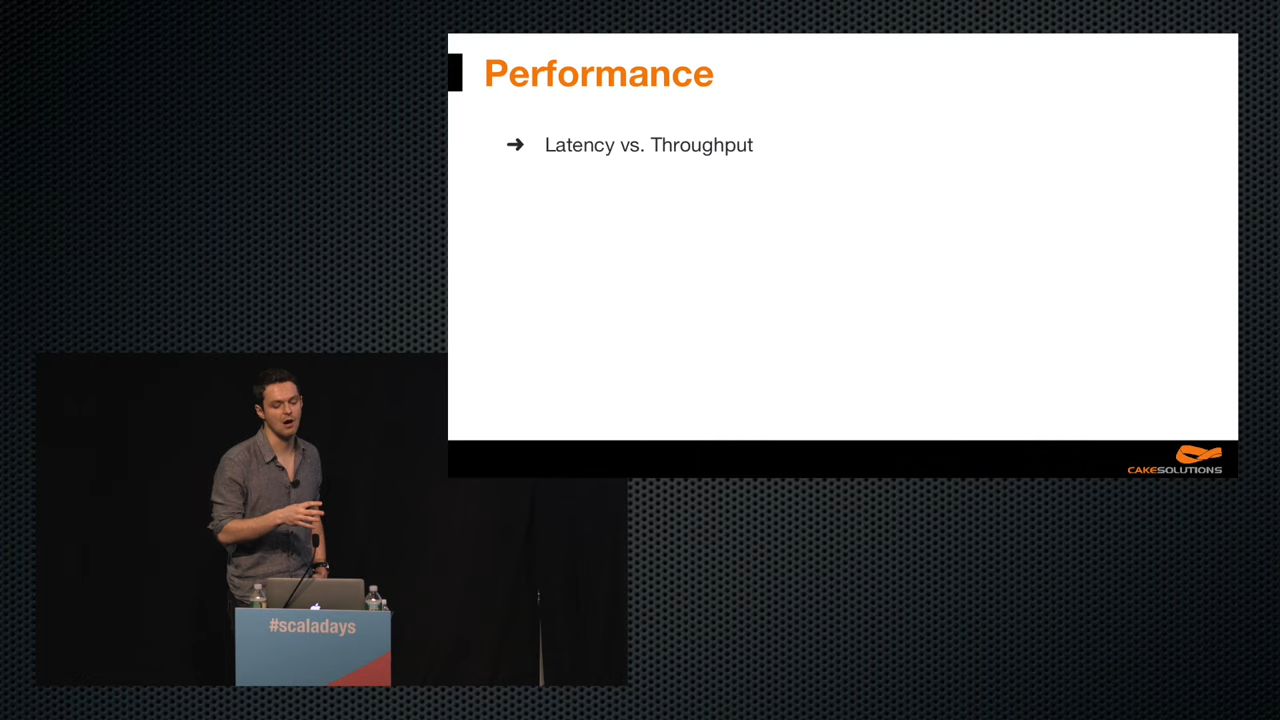 Performance
➜ Latency vs. Throughput
CAKESOLUTIONS
#scaladays